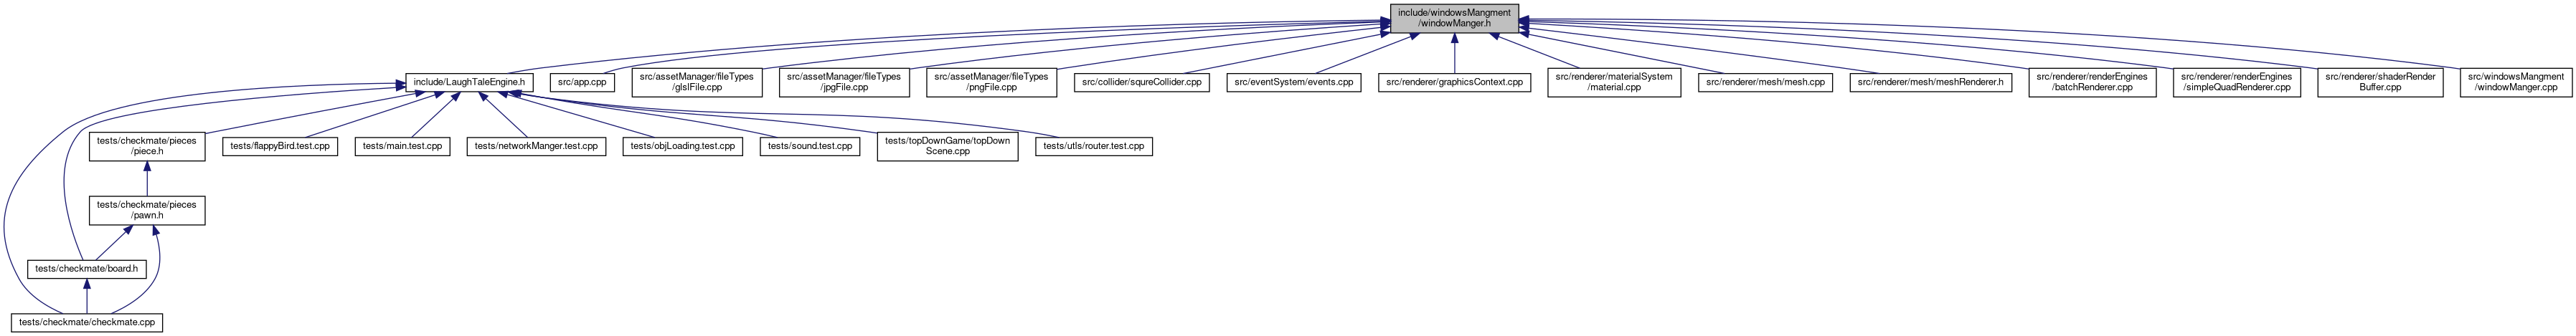 include/windowsMangment
/windowManger.h
include/LaughTaleEngine.h
src/app.cpp
src/assetManager/fileTypes
/glslFile.cpp
src/assetManager/fileTypes
/jpgFile.cpp
src/assetManager/fileTypes
/pngFile.cpp
src/collider/squreCollider.cpp
src/eventSystem/events.cpp
src/renderer/graphicsContext.cpp
src/renderer/materialSystem
/material.cpp
src/renderer/mesh/mesh.cpp
src/renderer/mesh/meshRenderer.h
src/renderer/renderEngines
/batchRenderer.cpp
src/renderer/renderEngines
/simpleQuadRenderer.cpp
src/renderer/shaderRender
Buffer.cpp
src/windowsMangment
/windowManger.cpp
tests/checkmate/pieces
/piece.h
tests/flappyBird.test.cpp
tests/main.test.cpp
tests/networkManger.test.cpp
tests/objLoading.test.cpp
tests/sound.test.cpp
tests/topDownGame/topDown
Scene.cpp
tests/utls/router.test.cpp
tests/checkmate/pieces
/pawn.h
tests/checkmate/board.h
tests/checkmate/checkmate.cpp